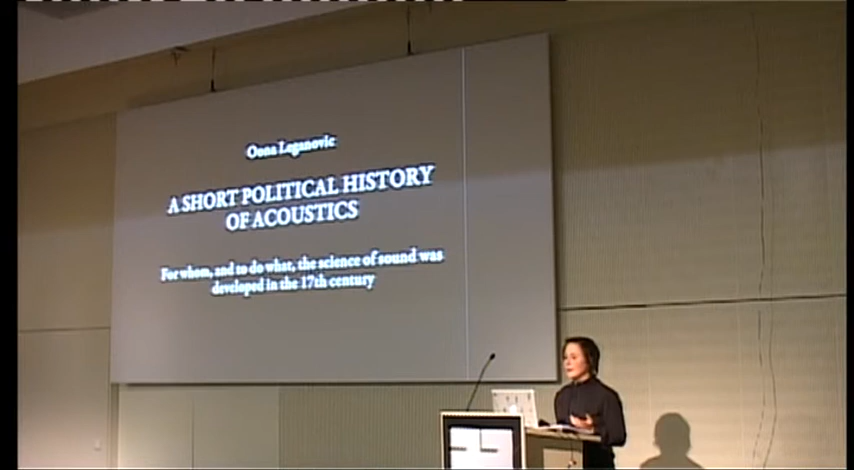 Oona Leganovic
A SHORT POLITICAL HISTORY
OF ACOUSTICS
For whom, and to do what, the science of sound was
developed in the 17th century